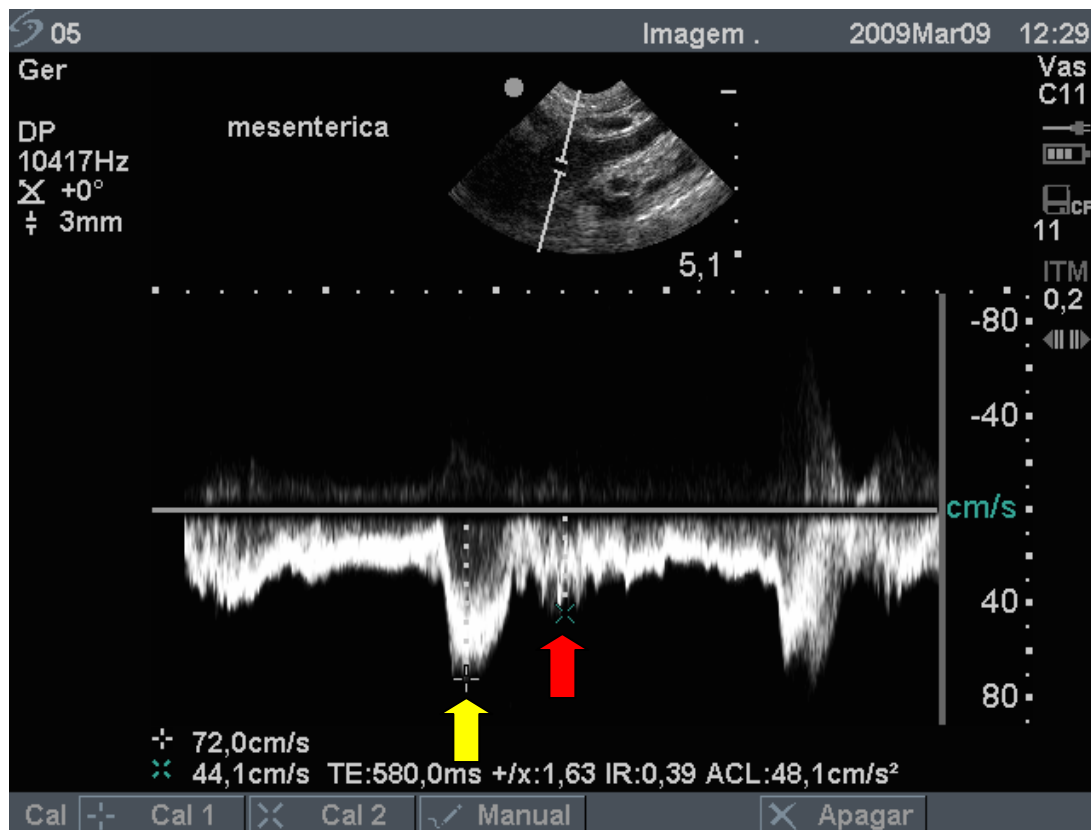 05 Imagem . 2009Mar09 12:29
Ger
Vas
C11
DP
10417Hz
+0°
3mm
mesenterica
CF
11
ITM
0,2
5,1
-80
-40
cm/s
40
80
72,0cm/s
44,1cm/s TE:580,0ms +/x:1,63 IR:0,39 ACL:48,1cm/s²
Cal Cal 1 Cal 2 Manual Apagar